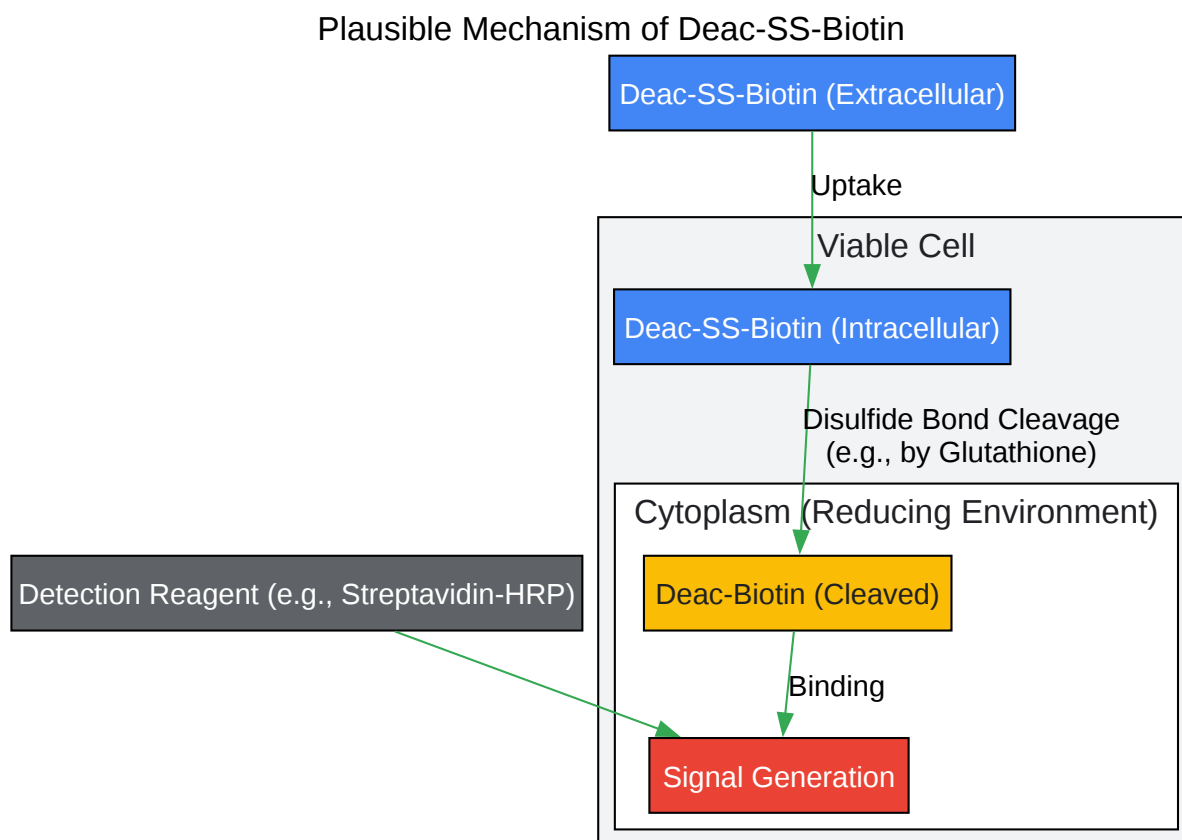 Plausible Mechanism of Deac-SS-Biotin
Deac-SS-Biotin (Extracellular)
Uptake
Viable Cell
Deac-SS-Biotin (Intracellular)
Disulfide Bond Cleavage
(e.g., by Glutathione)
Cytoplasm (Reducing Environment)
Detection Reagent (e.g., Streptavidin-HRP)
Deac-Biotin (Cleaved)
Binding
Signal Generation